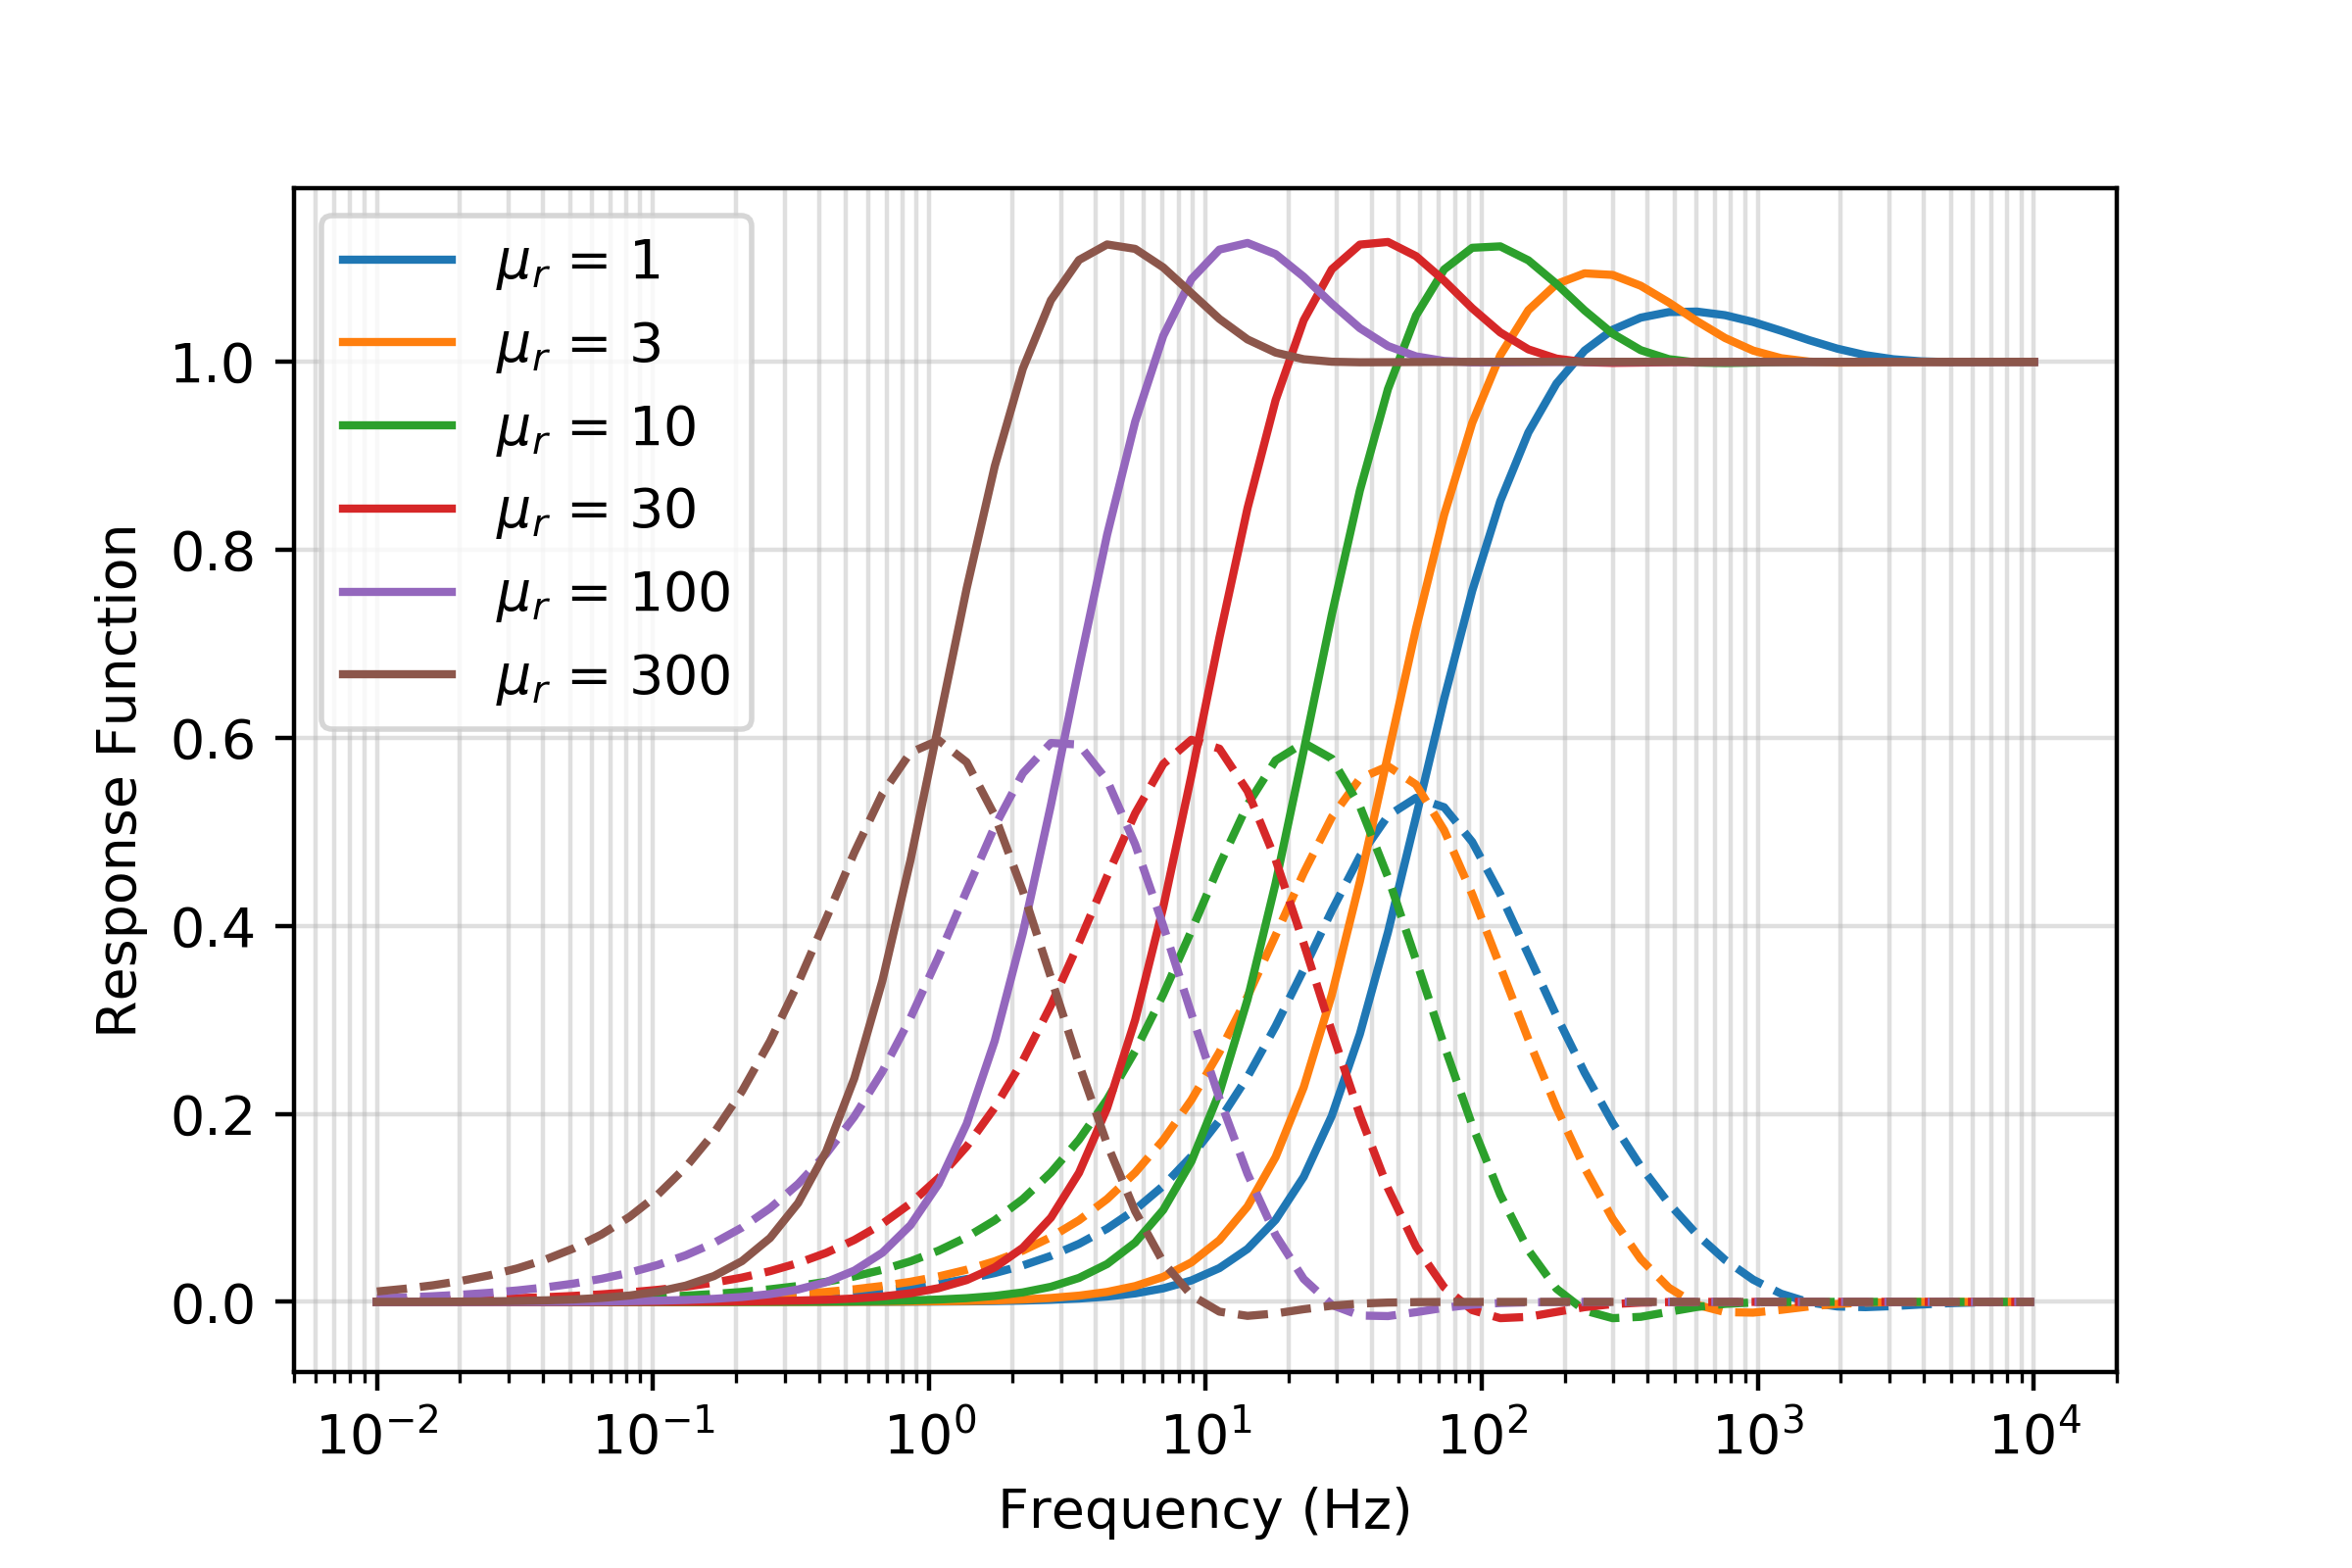 μr = 1
μr = 3
μr = 10
μr = 30
μr = 100
μr = 300
1.0
0.8
0.6
0.4
0.2
0.0
Response Function
10⁻² 10⁻¹ 10⁰ 10¹ 10² 10³ 10⁴
Frequency (Hz)